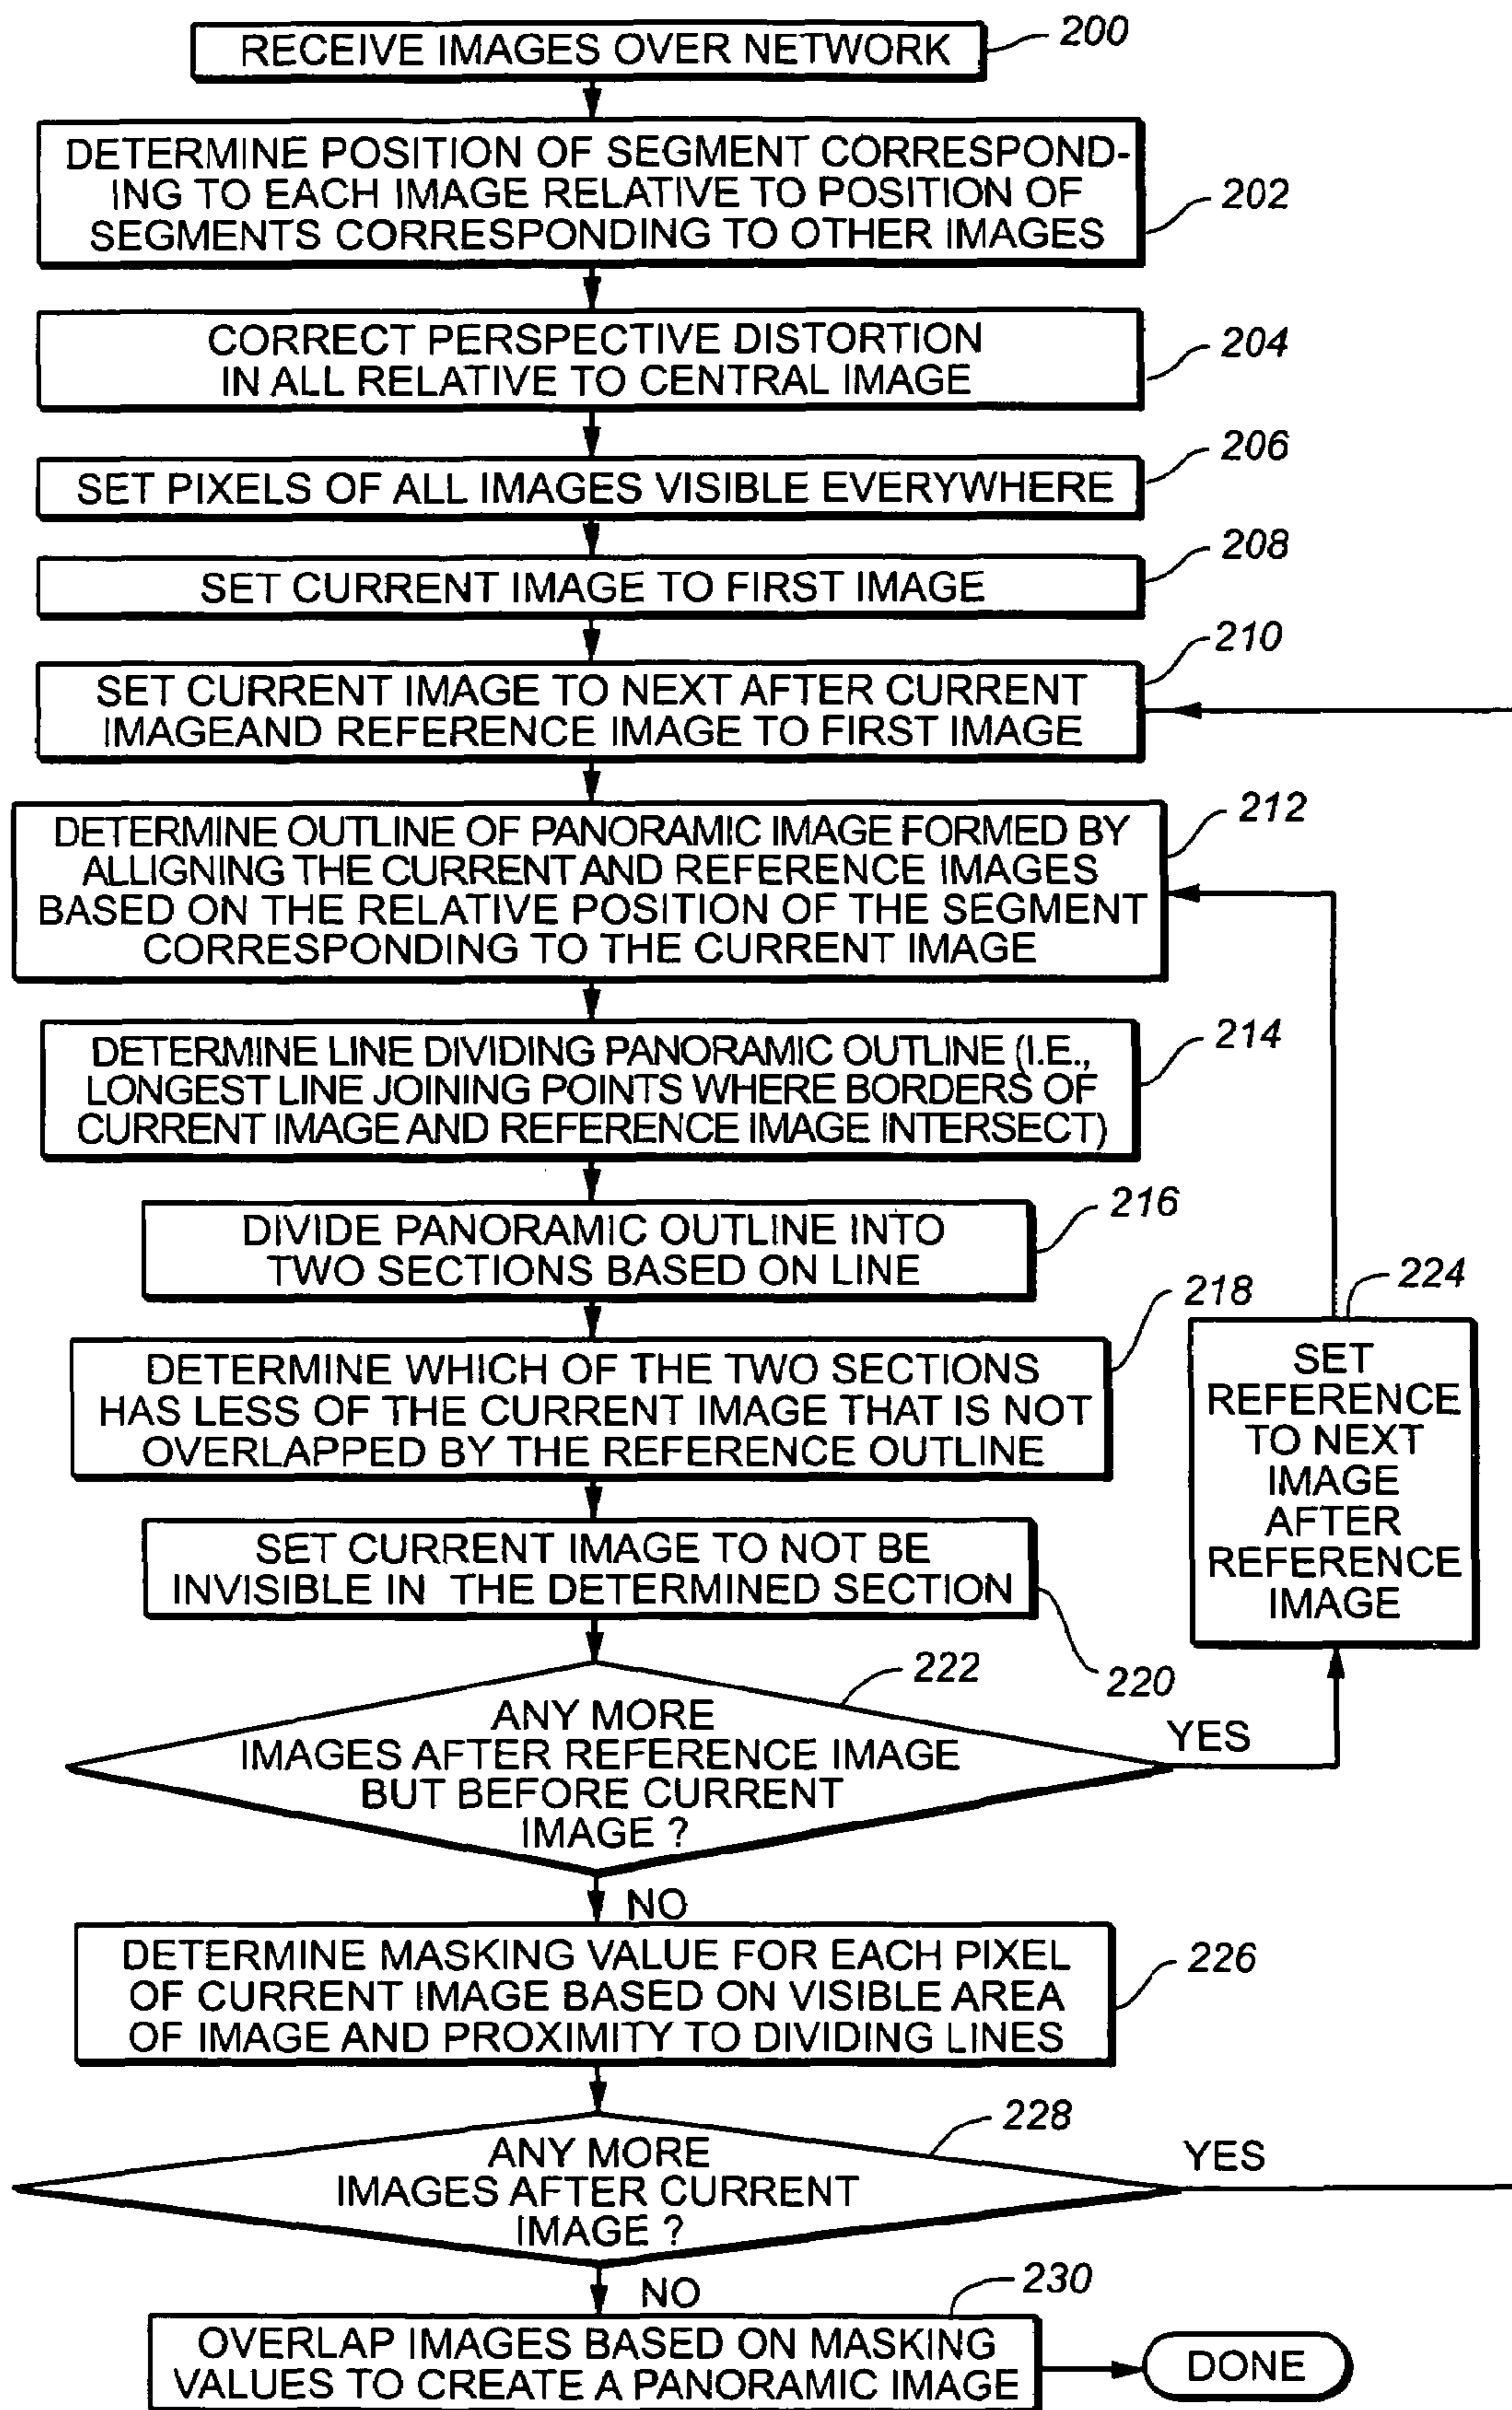 RECEIVE IMAGES OVER NETWORK
200
DETERMINE POSITION OF SEGMENT CORRESPOND-
ING TO EACH IMAGE RELATIVE TO POSITION OF
SEGMENTS CORRESPONDING TO OTHER IMAGES
202
CORRECT PERSPECTIVE DISTORTION
IN ALL RELATIVE TO CENTRAL IMAGE
204
SET PIXELS OF ALL IMAGES VISIBLE EVERYWHERE
206
SET CURRENT IMAGE TO FIRST IMAGE
208
SET CURRENT IMAGE TO NEXT AFTER CURRENT
IMAGEAND REFERENCE IMAGE TO FIRST IMAGE
210
DETERMINE OUTLINE OF PANORAMIC IMAGE FORMED BY
ALLIGNING THE CURRENT AND REFERENCE IMAGES
BASED ON THE RELATIVE POSITION OF THE SEGMENT
CORRESPONDING TO THE CURRENT IMAGE
212
DETERMINE LINE DIVIDING PANORAMIC OUTLINE (I.E.,
LONGEST LINE JOINING POINTS WHERE BORDERS OF
CURRENT IMAGE AND REFERENCE IMAGE INTERSECT)
214
DIVIDE PANORAMIC OUTLINE INTO
TWO SECTIONS BASED ON LINE
216
DETERMINE WHICH OF THE TWO SECTIONS
HAS LESS OF THE CURRENT IMAGE THAT IS NOT
OVERLAPPED BY THE REFERENCE OUTLINE
218
SET CURRENT IMAGE TO NOT BE
INVISIBLE IN THE DETERMINED SECTION
220
ANY MORE
IMAGES AFTER REFERENCE IMAGE
BUT BEFORE CURRENT
IMAGE ?
222
YES
SET
REFERENCE
TO NEXT
IMAGE
AFTER
REFERENCE
IMAGE
224
NO
DETERMINE MASKING VALUE FOR EACH PIXEL
OF CURRENT IMAGE BASED ON VISIBLE AREA
OF IMAGE AND PROXIMITY TO DIVIDING LINES
226
ANY MORE
IMAGES AFTER CURRENT
IMAGE ?
228
YES
NO
OVERLAP IMAGES BASED ON MASKING
VALUES TO CREATE A PANORAMIC IMAGE
230
DONE